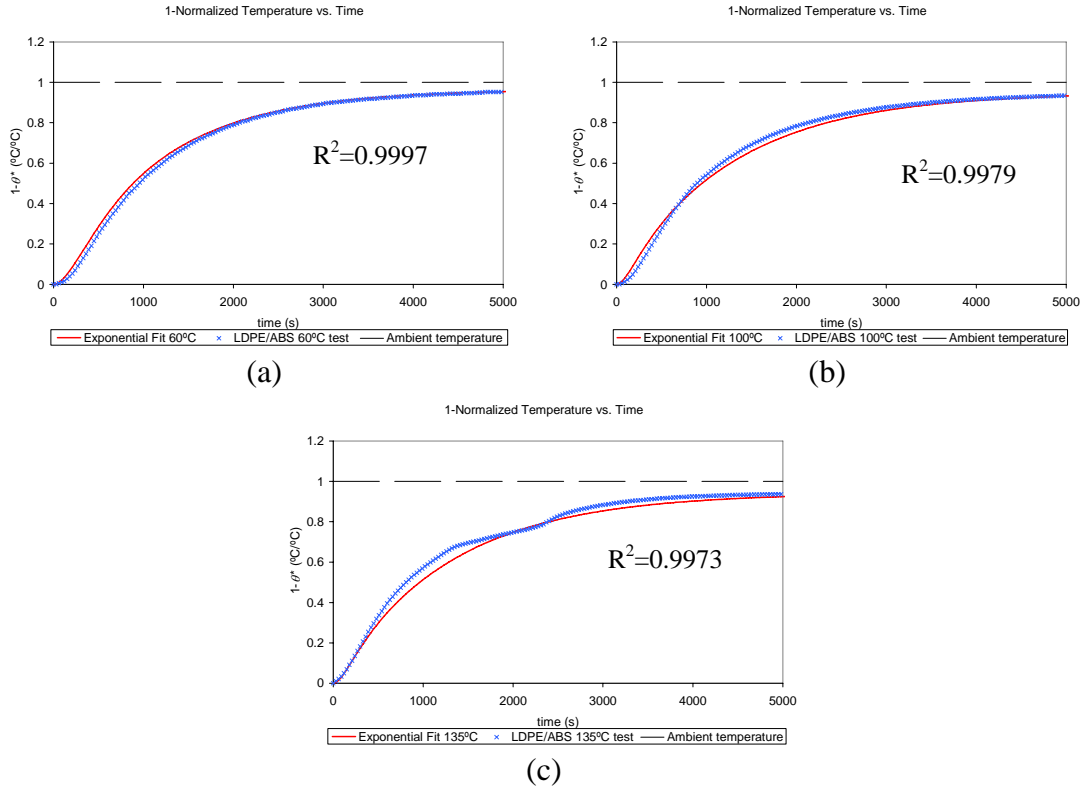 1-Normalized Temperature vs. Time
1.2
1
0.8
0.6
0.4
0.2
0
1-θ* (ºC/ºC)
R²=0.9997
0 1000 2000 3000 4000 5000
time (s)
Exponential Fit 60ºC LDPE/ABS 60ºC test Ambient temperature
(a)
1-Normalized Temperature vs. Time
1.2
1
0.8
0.6
0.4
0.2
0
1-θ* (ºC/ºC)
R²=0.9979
0 1000 2000 3000 4000 5000
time (s)
Exponential Fit 100ºC LDPE/ABS 100ºC test Ambient temperature
(b)
1-Normalized Temperature vs. Time
1.2
1
0.8
0.6
0.4
0.2
0
1-θ* (ºC/ºC)
R²=0.9973
0 1000 2000 3000 4000 5000
time (s)
Exponential Fit 135ºC LDPE/ABS 135ºC test Ambient temperature
(c)